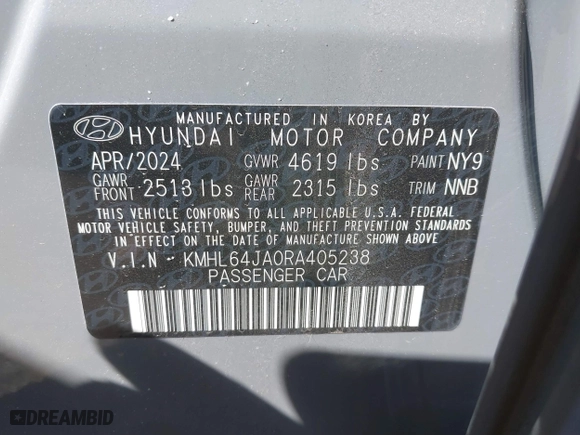 MANUFACTURED IN KOREA BY
HYUNDAI MOTOR COMPANY
APR/2024 GVWR 4619 lbs PAINT NY9
GAWR FRONT 2513 lbs GAWR REAR 2315 lbs TRIM NNB
THIS VEHICLE CONFORMS TO ALL APPLICABLE U.S.A. FEDERAL
MOTOR VEHICLE SAFETY, BUMPER, AND THEFT PREVENTION STANDARDS
IN EFFECT ON THE DATE OF MANUFACTURE SHOWN ABOVE.
V.I.N : KMHL64JA0RA405238
PASSENGER CAR
DREAMBID